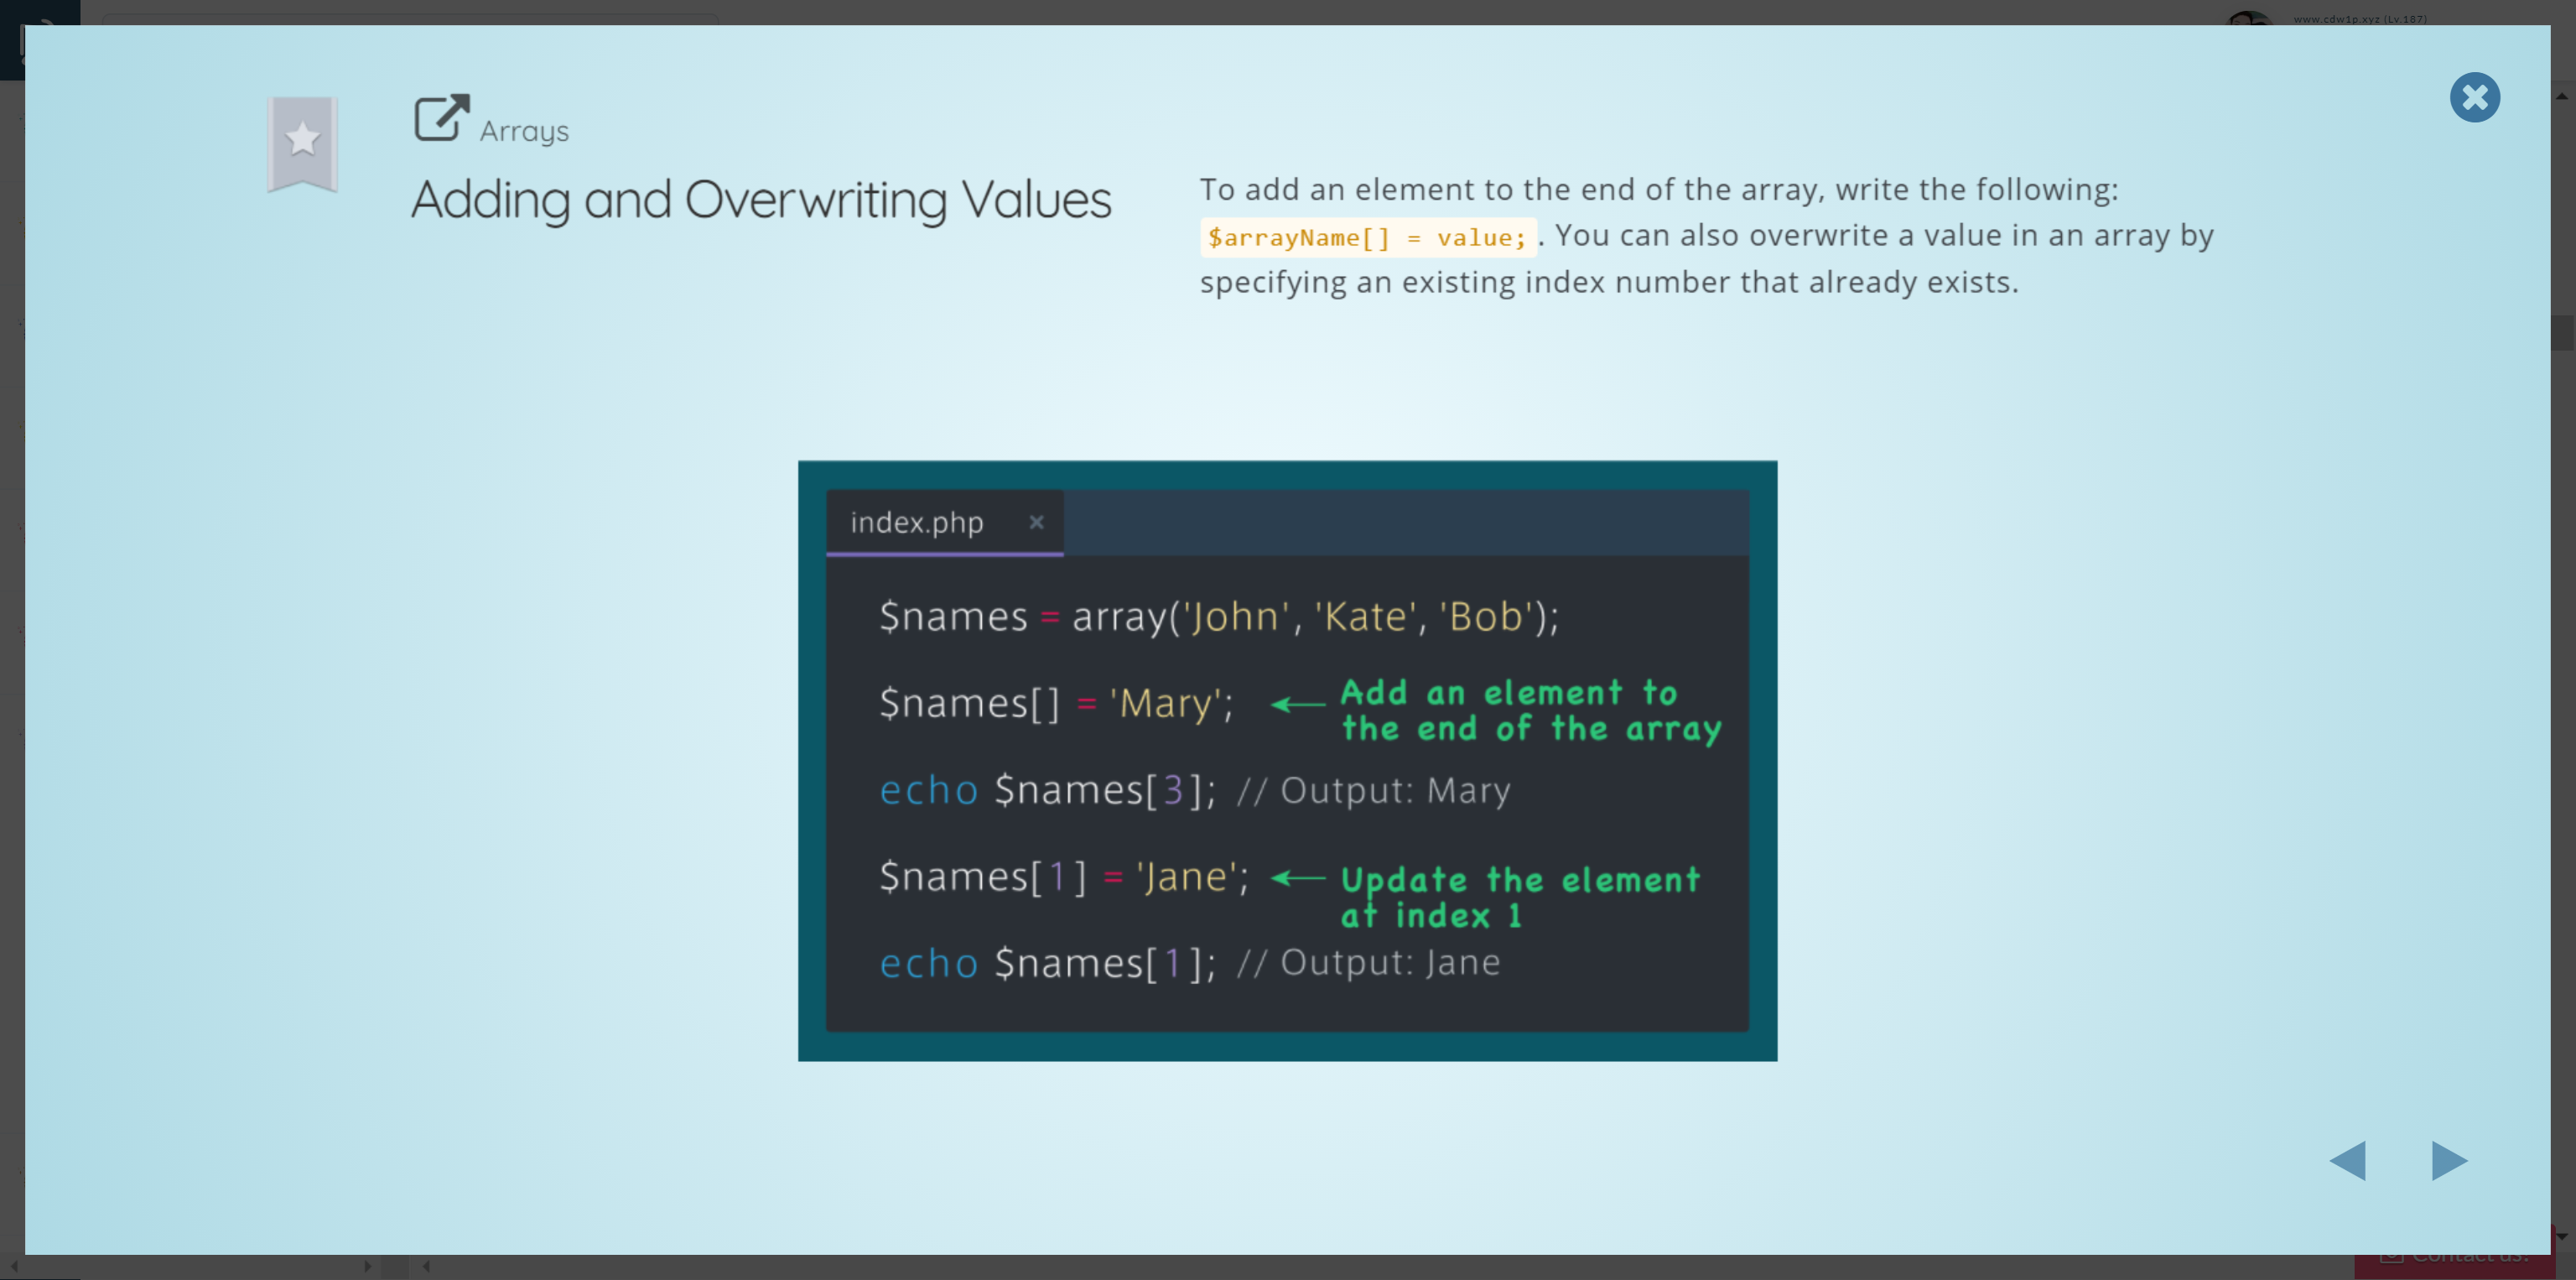 www.cdw1p.xyz (Lv.187)
Arrays
Adding and Overwriting Values
To add an element to the end of the array, write the following:
$arrayName[] = value; . You can also overwrite a value in an array by
specifying an existing index number that already exists.
index.php ×
$names = array('John', 'Kate', 'Bob');
$names[] = 'Mary';
Add an element to
the end of the array
echo $names[3]; // Output: Mary
$names[1] = 'Jane';
Update the element
at index 1
echo $names[1]; // Output: Jane
Contact us!